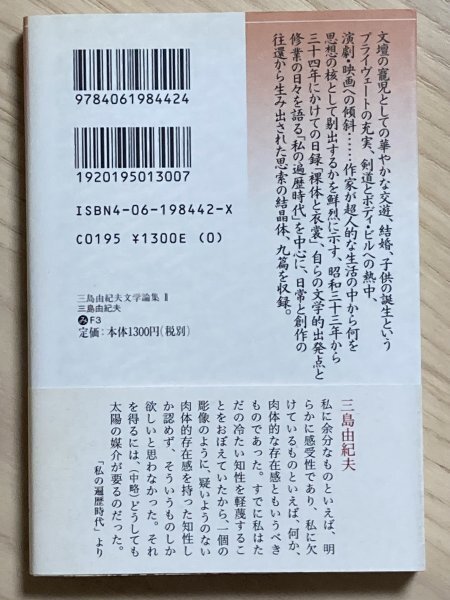 文壇の寵児としての華やかな交遊、結婚、子供の誕生という
プライヴェートの充実、剣道とボディ・ビルへの熱中、
演劇・映画への傾斜……作家が超人的な生活の中から何を
思想の核として剔出するかを鮮烈に示す、昭和三十三年から
三十四年にかけての日録「裸体と衣裳」、自らの文学的出発点と
修業の日々を語る「私の遍歴時代」を中心に、日常と創作の
往還から生み出された思索の結晶体、九篇を収録。
9784061984424
1920195013007
ISBN4-06-198442-X
C0195 ¥1300E (0)
三島由紀夫文学論集 II
三島由紀夫
み F3
定価：本体1300円（税別）
三島由紀夫
私に余分なものといえば、明
らかに感受性であり、私に欠
けているものといえば、何か、
肉体的な存在感ともいうべき
ものであった。すでに私はた
だの冷たい知性を軽蔑するこ
とをおぼえていたから、一個の
彫像のように、疑いようのない
肉体的存在感を持った知性し
か認めず、そういうものしか
欲しいと思わなかった。それ
を得るには、（中略）どうしても
太陽の媒介が要るのだった。
「私の遍歴時代」より